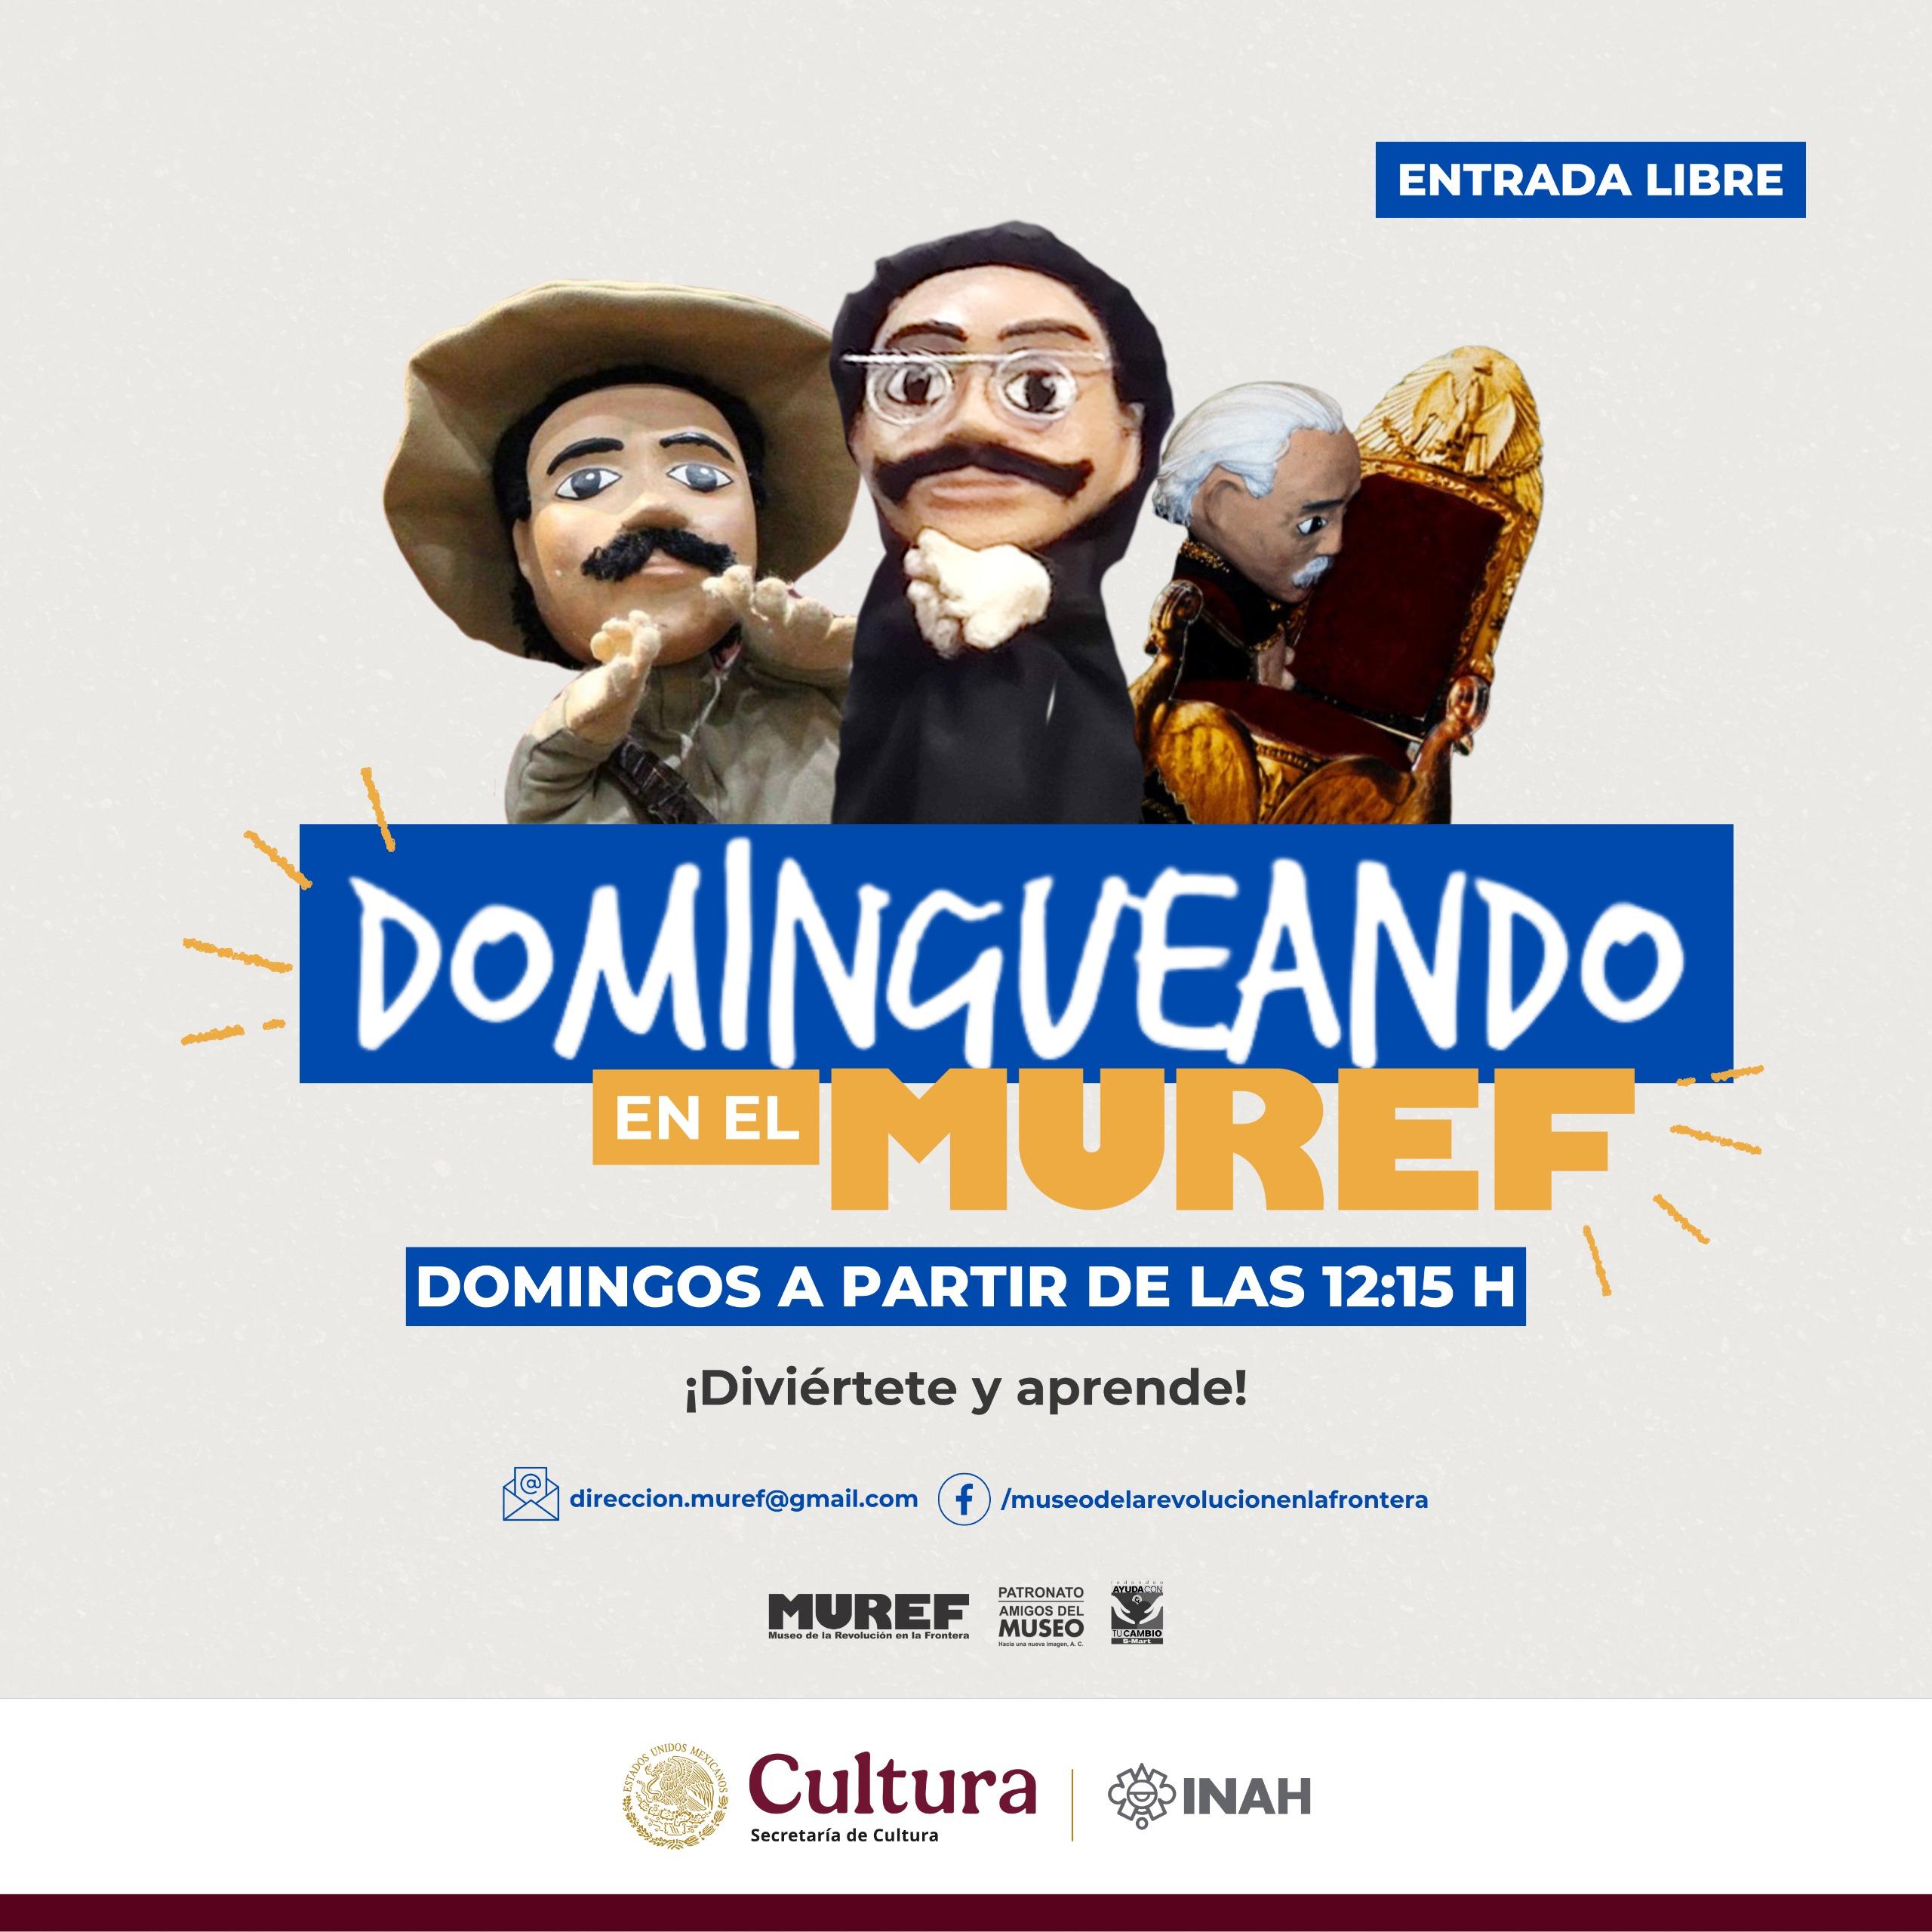 ENTRADA LIBRE
DOMINGUEANDO
EN EL MUREF
DOMINGOS A PARTIR DE LAS 12:15 H
¡Diviértete y aprende!
direccion.muref@gmail.com /museodelarevolucionenlafrontera
MUREF
Museo de la Revolución en la Frontera
PATRONATO
AMIGOS DEL
MUSEO
Hacia una nueva imagen, A. C.
redondeo
AYUDA CON
TU CAMBIO
S-Mart
ESTADOS UNIDOS MEXICANOS
Cultura
Secretaría de Cultura
INAH